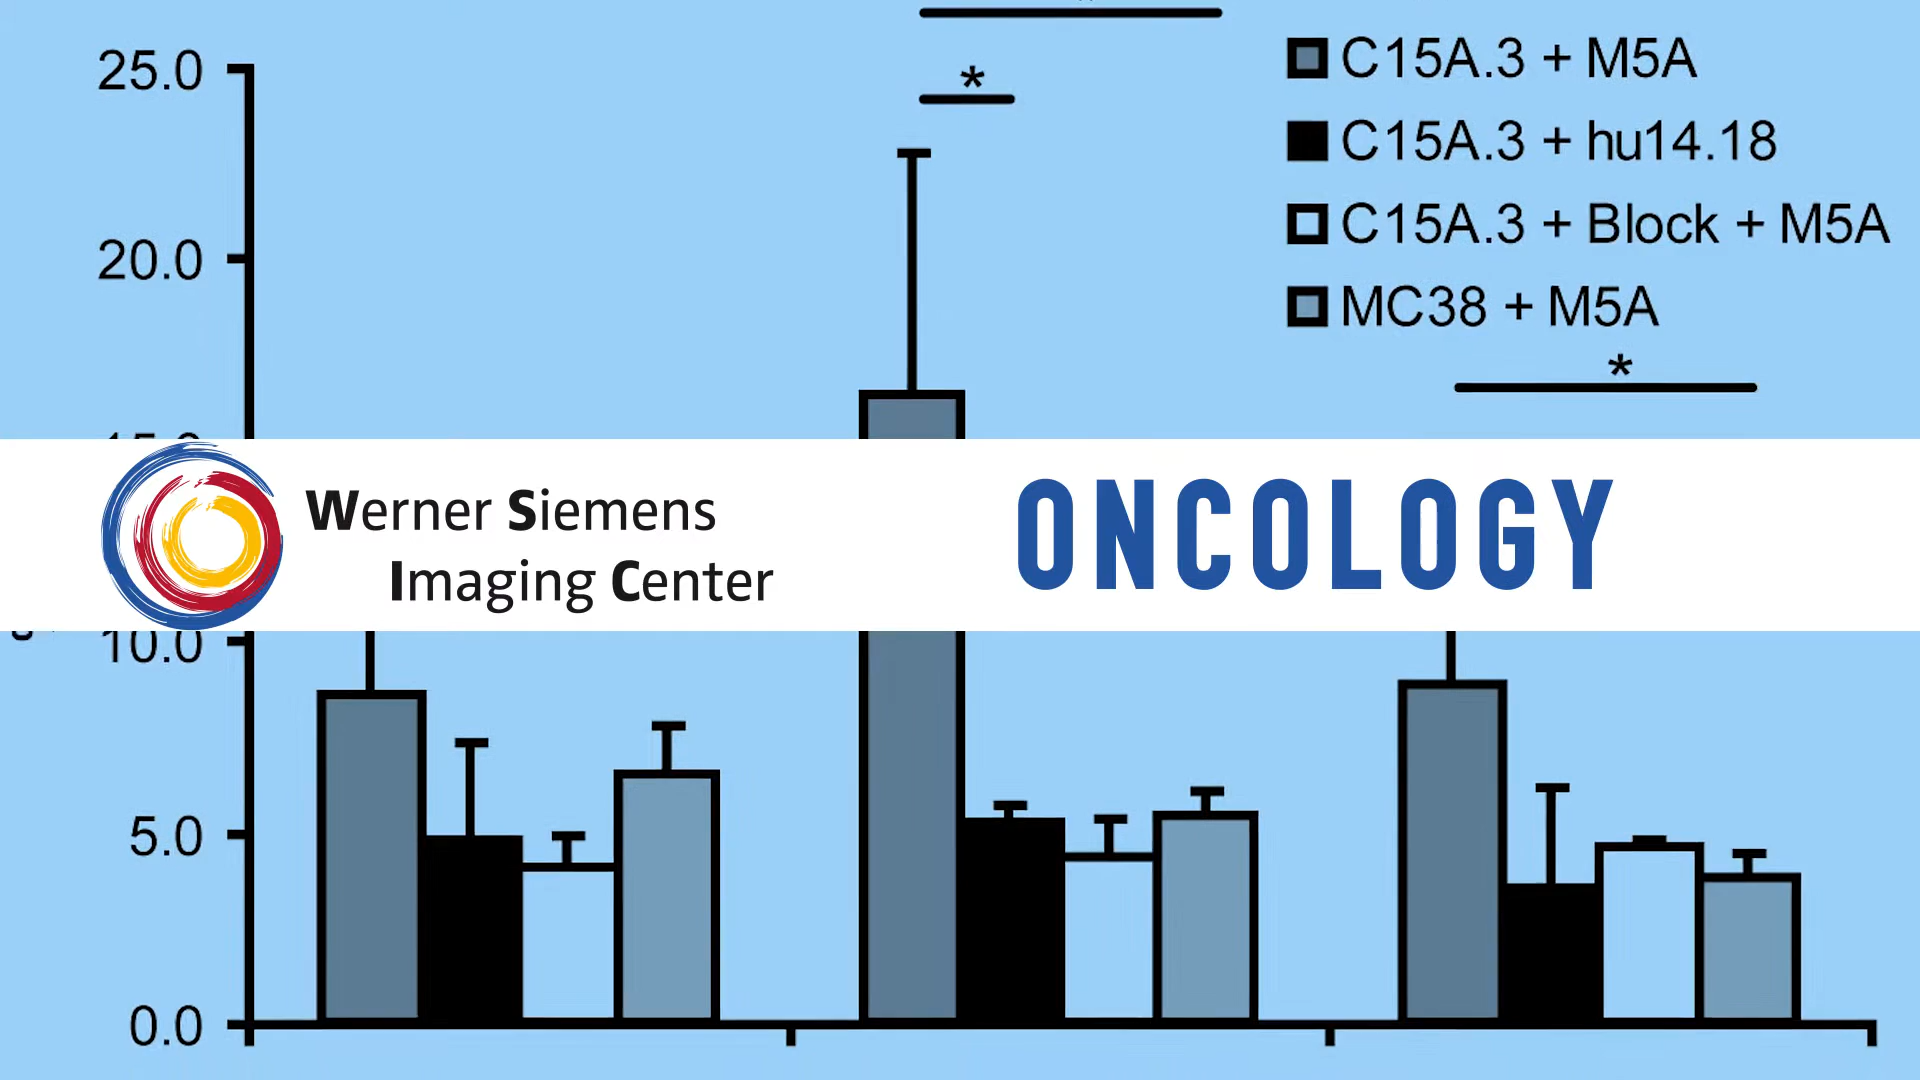 *
25.0
C15A.3 + M5A
*
C15A.3 + hu14.18
C15A.3 + Block + M5A
20.0
MC38 + M5A
*
Werner Siemens
Imaging Center
ONCOLOGY
10.0
5.0
0.0